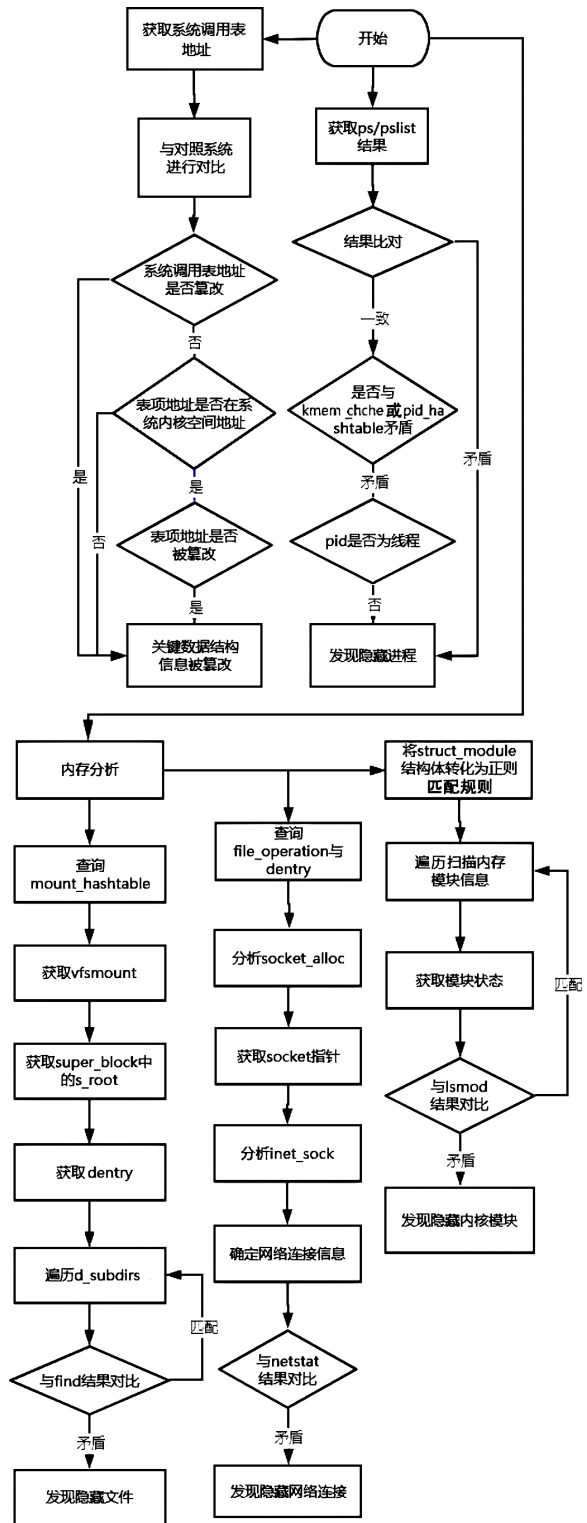 获取系统调用表
地址
开始
与对照系统
进行对比
获取ps/pslist
结果
系统调用表地址
是否篡改
结果比对
否
一致
表项地址是否在系
统内核空间地址
是否与
kmem_chche 或pid_ha
shtable矛盾
是
否
是
矛盾
矛盾
表项地址是否
被篡改
pid是否为线程
是
否
关键数据结构
信息被篡改
发现隐藏进程
内存分析
将struct_module
结构体转化为正则
匹配规则
查询
mount_hashtable
查询
file_operation与
dentry
遍历扫描内存
模块信息
获取vfsmount
分析socket_alloc
获取模块状态
匹配
获取super_block中
的s_root
获取socket指针
与lsmod
结果对比
获取 dentry
分析inet_sock
矛盾
发现隐藏内核模块
遍历d_subdirs
确定网络连接信息
匹配
与find结果对比
与netstat
结果对比
矛盾
矛盾
发现隐藏文件
发现隐藏网络连接